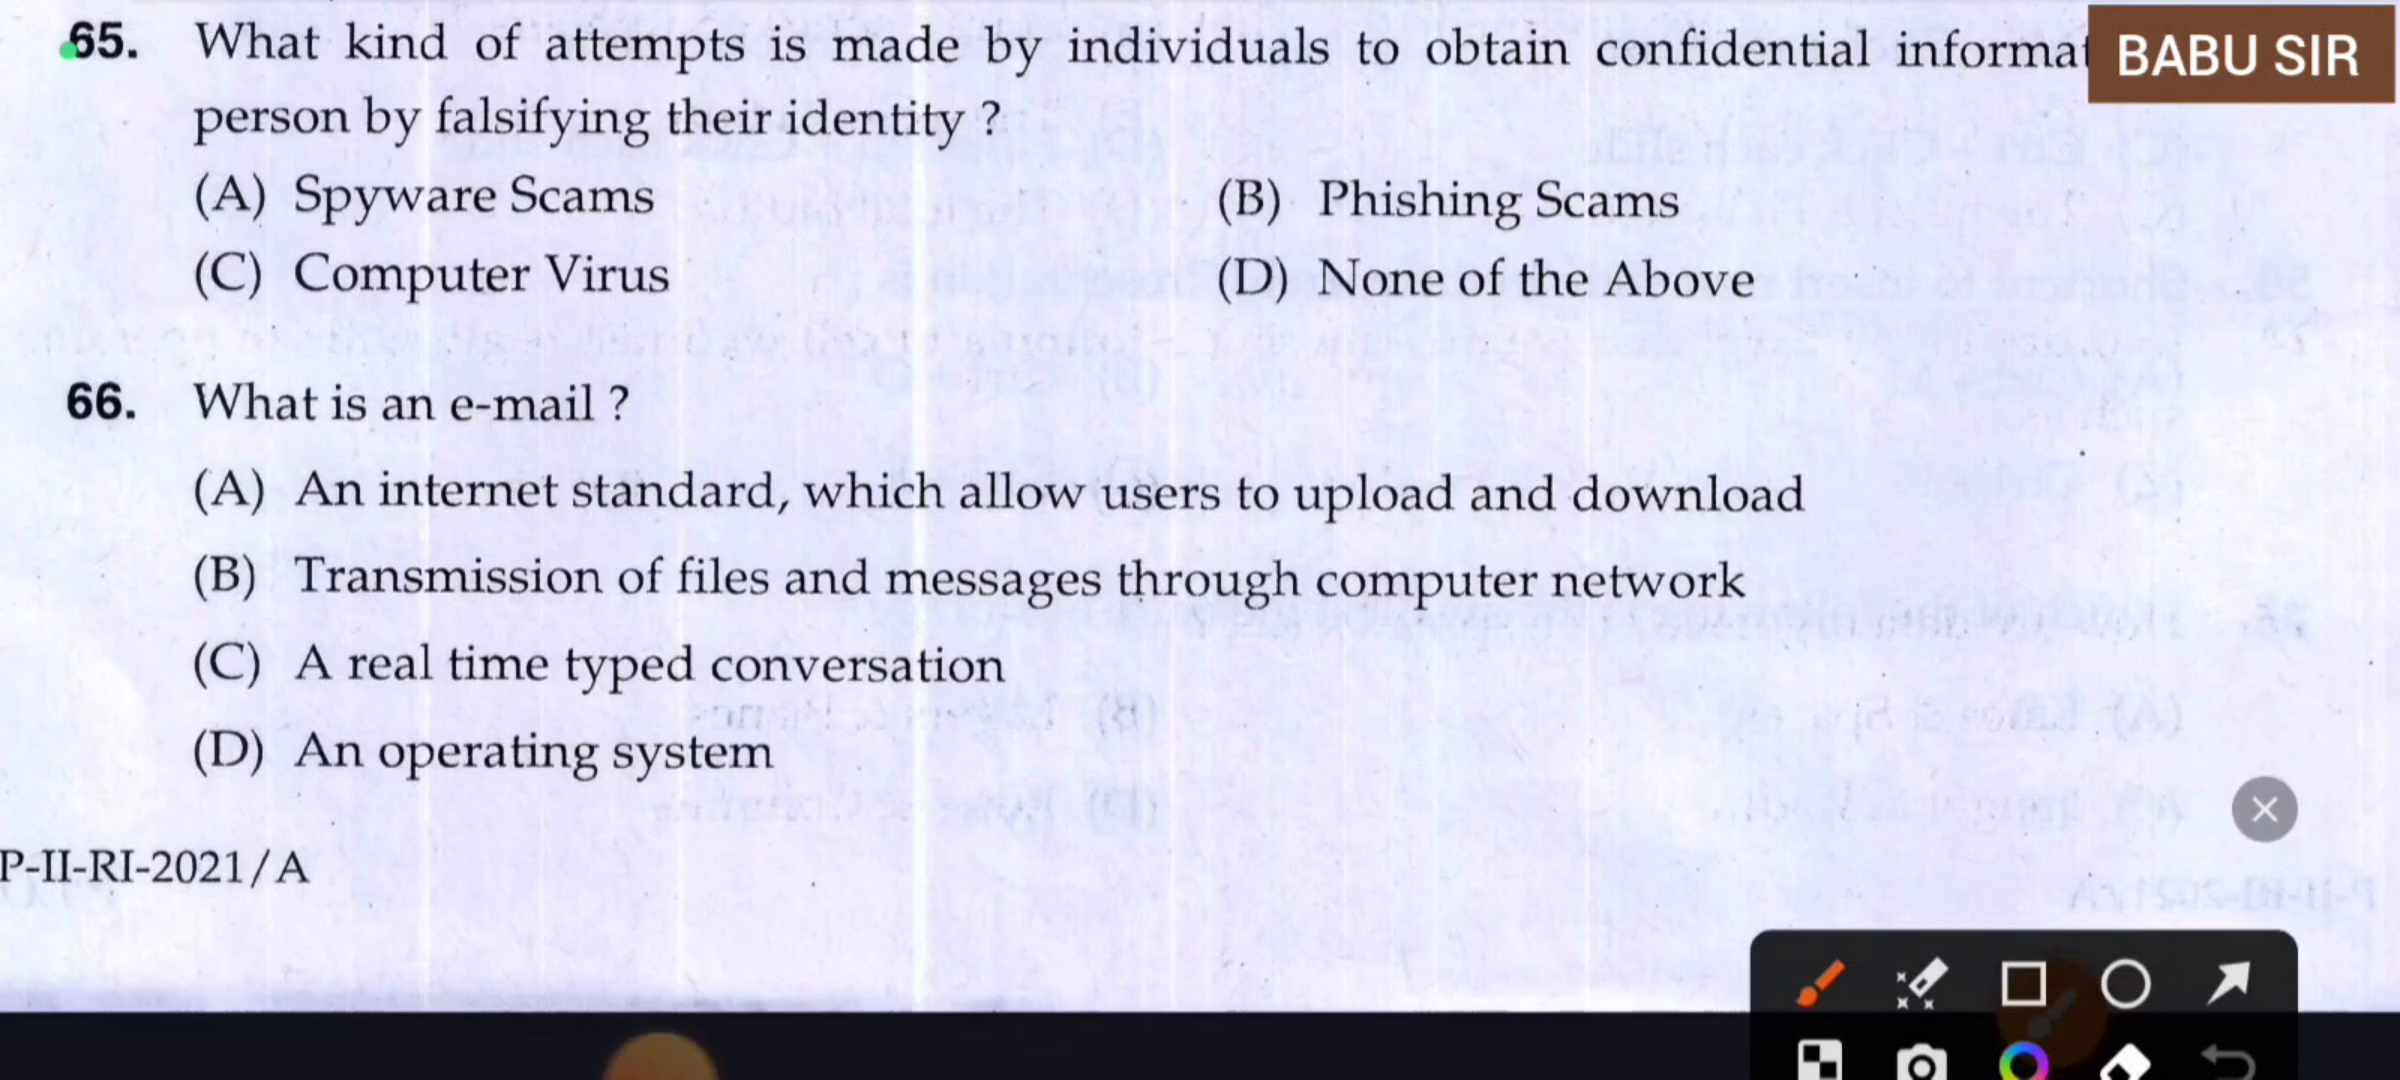 65. What kind of attempts is made by individuals to obtain confidential
BABU SIR
person by falsifying their identity ?
(A) Spyware Scams (B) Phishing Scams
(C) Computer Virus (D) None of the Above
66. What is an e-mail ?
(A) An internet standard, which allow users to upload and download
(B) Transmission of files and messages through computer network
(C) A real time typed conversation
(D) An operating system
P-II-RI-2021/A